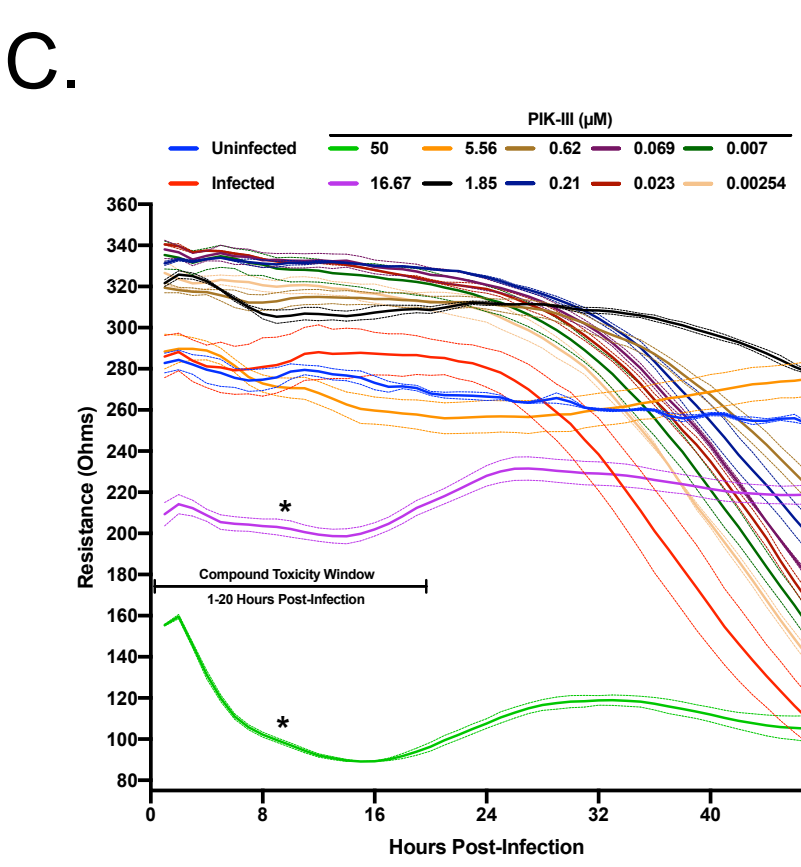 C.
PIK-III (µM)
Uninfected 50 5.56 0.62 0.069 0.007
Infected 16.67 1.85 0.21 0.023 0.00254
360
340
320
300
280
260
240
220
200
180
160
140
120
100
80
Resistance (Ohms)
*
Compound Toxicity Window
1-20 Hours Post-Infection
*
0 8 16 24 32 40
Hours Post-Infection